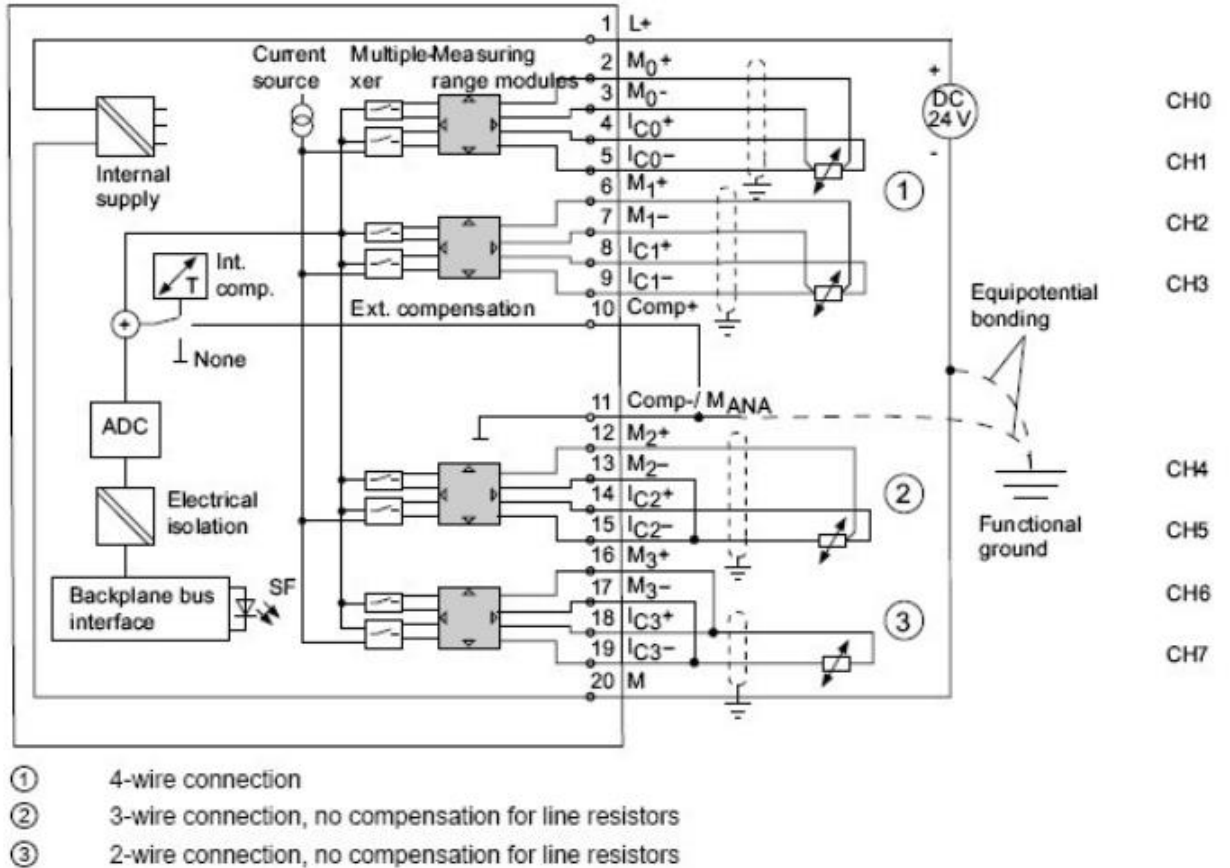 1 L+
Current source
Multiple-xer
Measuring range modules
2 M0+
3 M0-
4 IC0+
5 IC0−
6 M1+
7 M1−
8 IC1+
9 IC1−
10 Comp+
Internal supply
Int. comp.
T
Ext. compensation
+
None
ADC
Electrical isolation
Backplane bus interface
SF
11 Comp-/ MANA
12 M2+
13 M2−
14 IC2+
15 IC2−
16 M3+
17 M3−
18 IC3+
19 IC3−
20 M
+
DC 24 V
-
1
2
3
Equipotential bonding
Functional ground
CH0
CH1
CH2
CH3
CH4
CH5
CH6
CH7
① 4-wire connection
② 3-wire connection, no compensation for line resistors
③ 2-wire connection, no compensation for line resistors